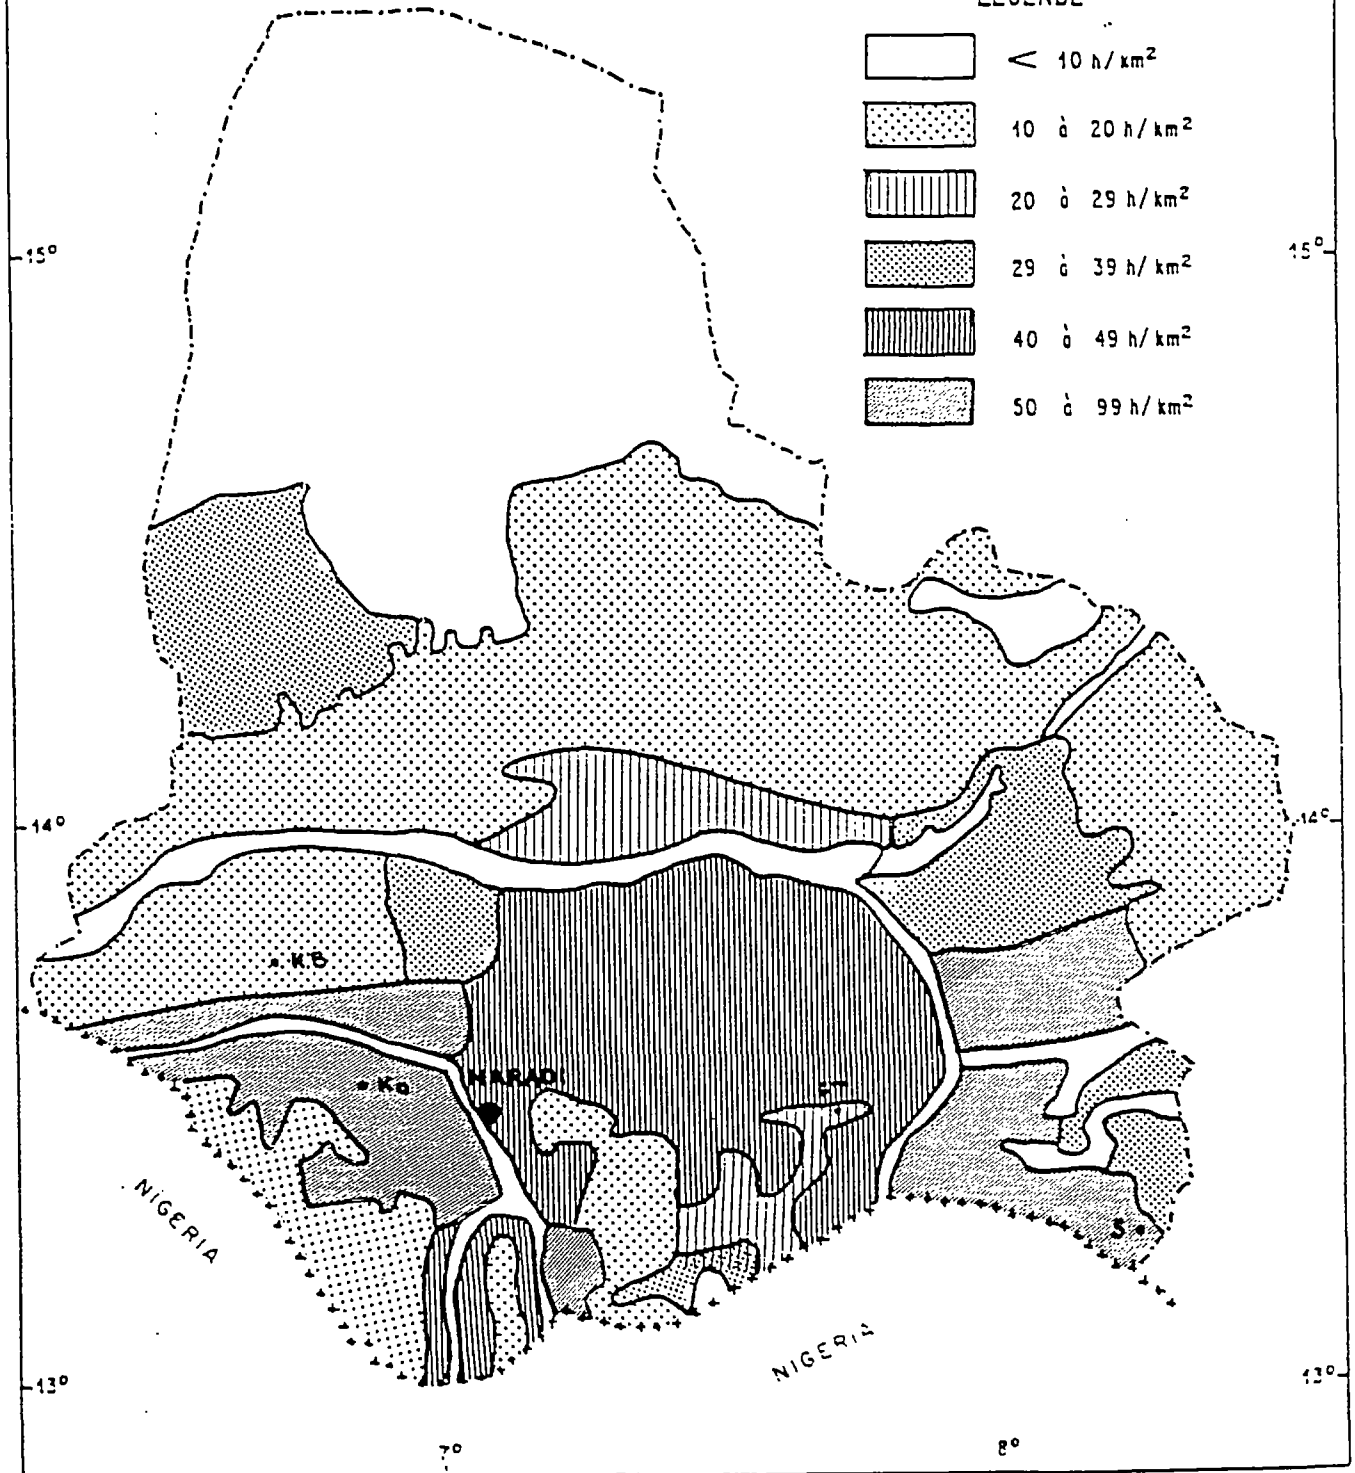 LEGENDE
< 10 h/km²
10 à 20 h/km²
20 à 29 h/km²
29 à 39 h/km²
40 à 49 h/km²
50 à 99 h/km²
15°
15°
14°
14°
KB
Ka
MARADI
S
NIGERIA
NIGERIA
13°
13°
7°
8°